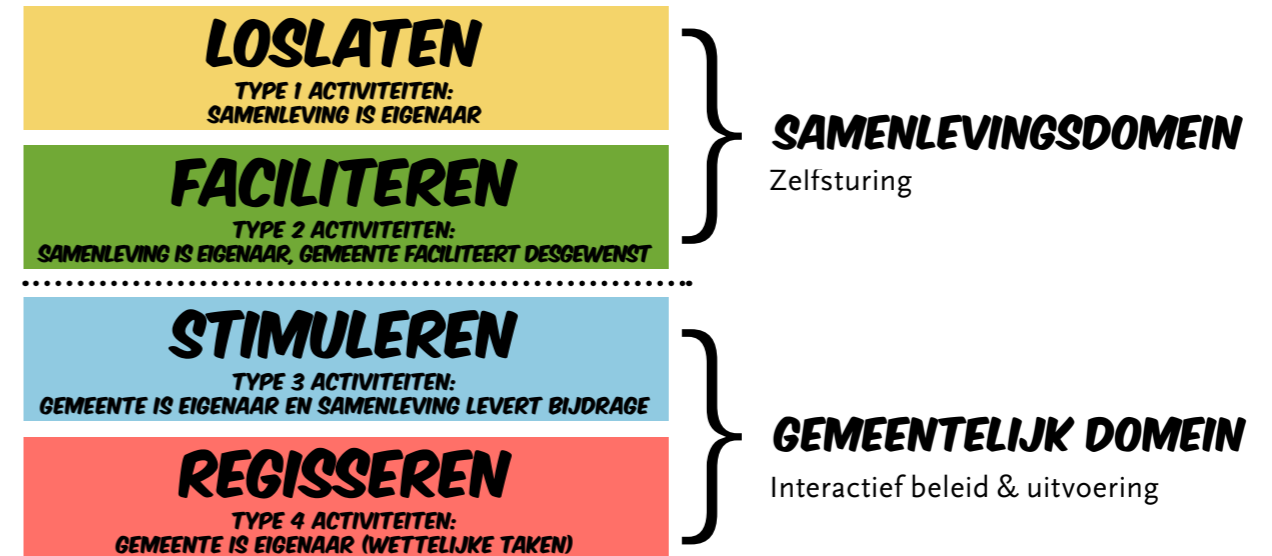 LOSLATEN
TYPE 1 ACTIVITEITEN:
SAMENLEVING IS EIGENAAR
FACILITEREN
TYPE 2 ACTIVITEITEN:
SAMENLEVING IS EIGENAAR, GEMEENTE FACILITEERT DESGEWENST
SAMENLEVINGSDOMEIN
Zelfsturing
STIMULEREN
TYPE 3 ACTIVITEITEN:
GEMEENTE IS EIGENAAR EN SAMENLEVING LEVERT BIJDRAGE
REGISSEREN
TYPE 4 ACTIVITEITEN:
GEMEENTE IS EIGENAAR (WETTELIJKE TAKEN)
GEMEENTELIJK DOMEIN
Interactief beleid & uitvoering